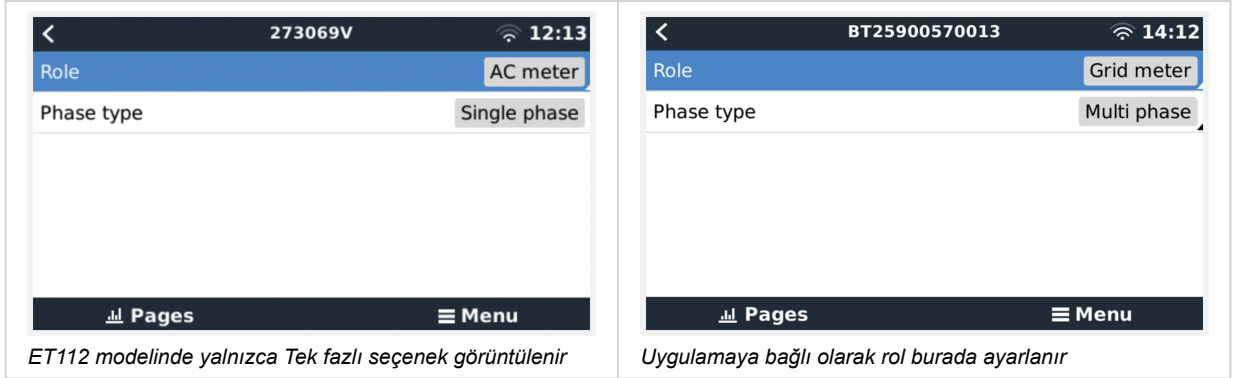 273069V 12:13
Role AC meter
Phase type Single phase
Pages Menu
ET112 modelinde yalnızca Tek fazlı seçenek görüntülenir
BT25900570013 14:12
Role Grid meter
Phase type Multi phase
Pages Menu
Uygulamaya bağlı olarak rol burada ayarlanır